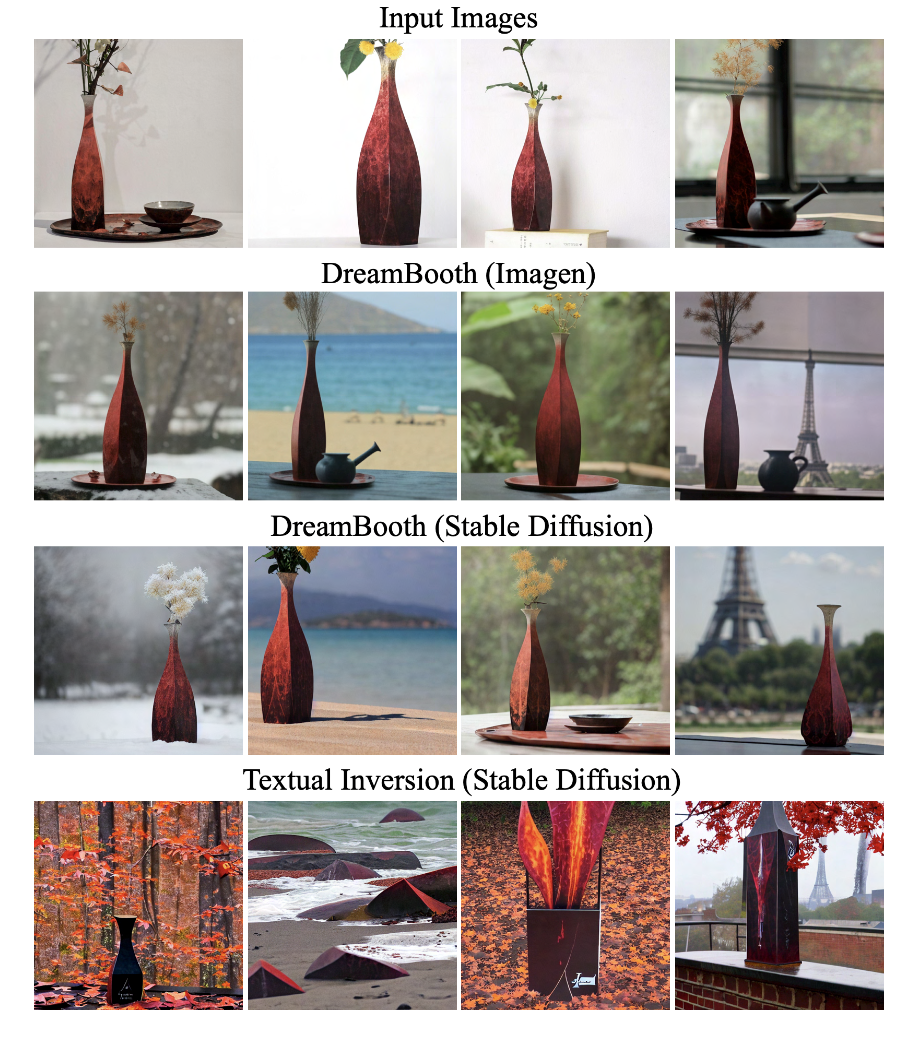 Input Images
DreamBooth (Imagen)
DreamBooth (Stable Diffusion)
Textual Inversion (Stable Diffusion)